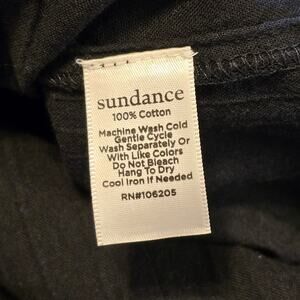 sundance
100% Cotton
Machine Wash Cold
Gentle Cycle
Wash Separately Or
With Like Colors
Do Not Bleach
Hang To Dry
Cool Iron If Needed
RN#106205